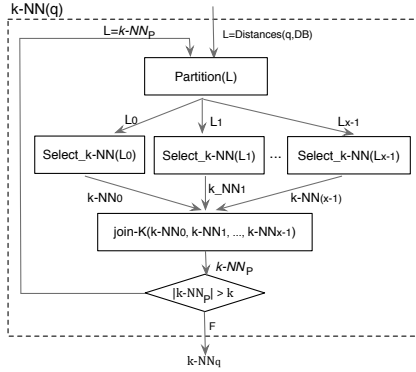 k-NN(q)
L=k-NNP
L=Distances(q,DB)
Partition(L)
L0
L1
Lx-1
Select_k-NN(L0)
Select_k-NN(L1)
...
Select_k-NN(Lx-1)
k-NN0
k_NN1
k-NN(x-1)
join-K(k-NN0, k-NN1, ..., k-NNx-1)
k-NNP
|k-NNP| > k
F
k-NNq